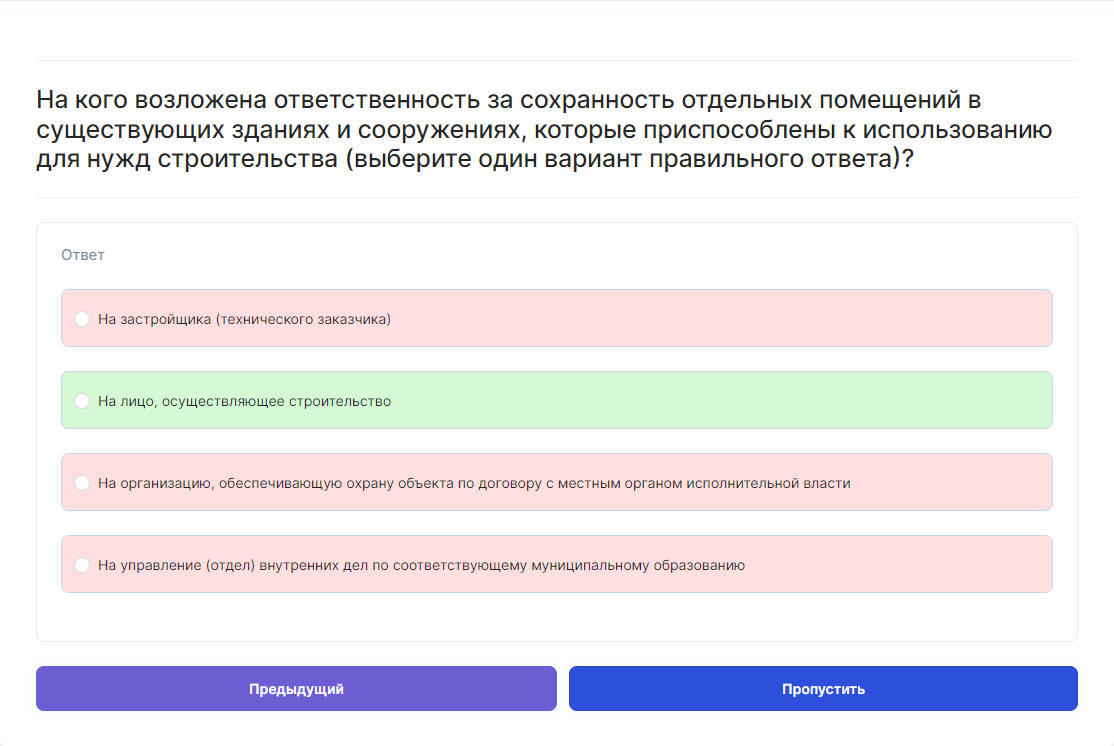 На кого возложена ответственность за сохранность отдельных помещений в
существующих зданиях и сооружениях, которые приспособлены к использованию
для нужд строительства (выберите один вариант правильного ответа)?
Ответ
На застройщика (технического заказчика)
На лицо, осуществляющее строительство
На организацию, обеспечивающую охрану объекта по договору с местным органом исполнительной власти
На управление (отдел) внутренних дел по соответствующему муниципальному образованию
Предыдущий
Пропустить